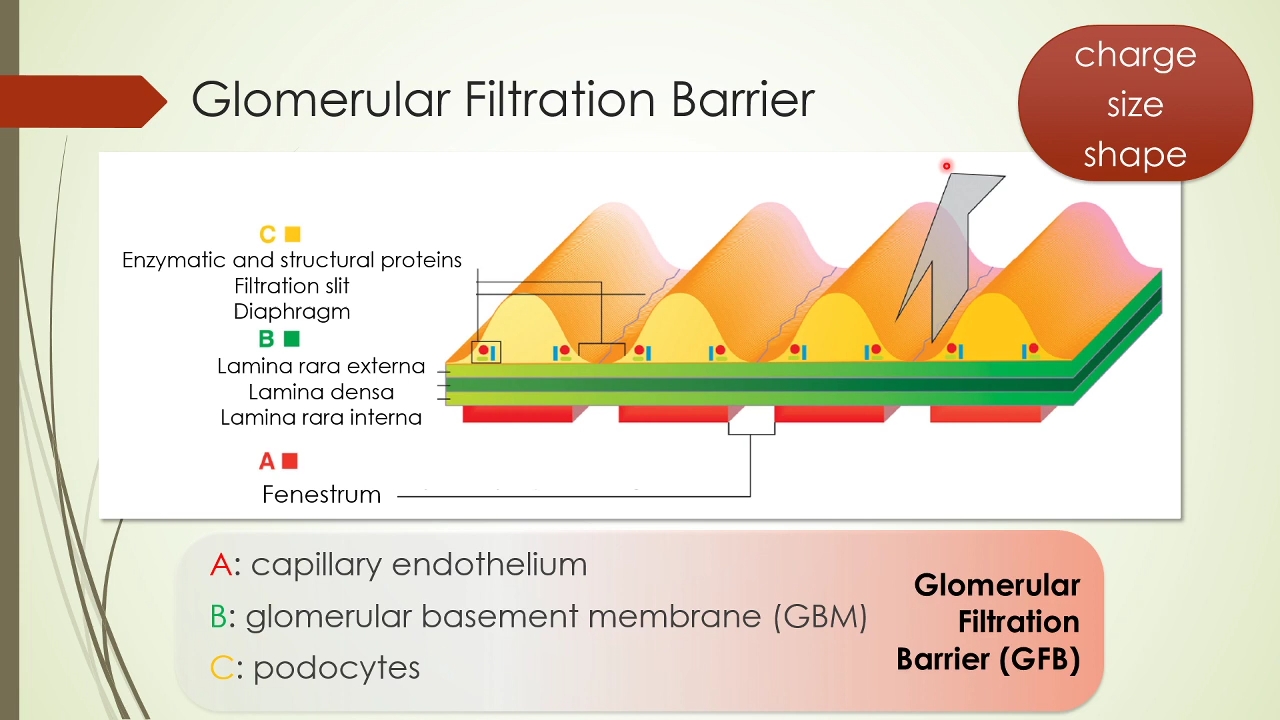 Glomerular Filtration Barrier
charge
size
shape
C
Enzymatic and structural proteins
Filtration slit
Diaphragm
B
Lamina rara externa
Lamina densa
Lamina rara interna
A
Fenestrum
A: capillary endothelium
B: glomerular basement membrane (GBM)
C: podocytes
Glomerular
Filtration
Barrier (GFB)